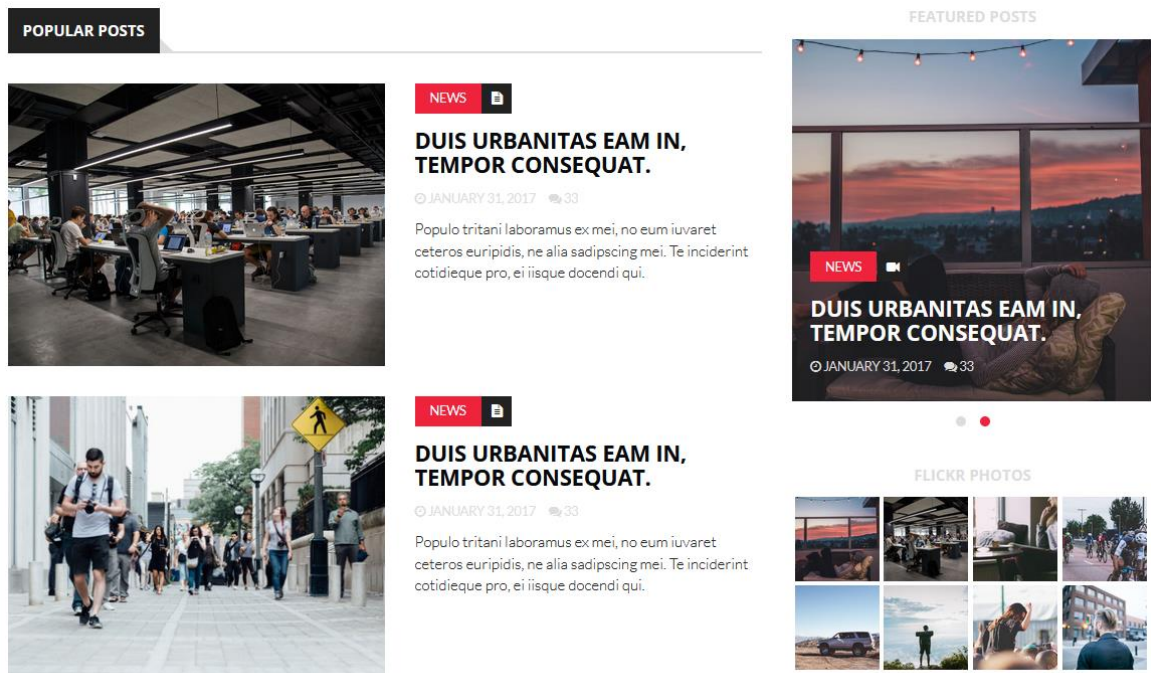 POPULAR POSTS
NEWS
DUIS URBANITAS EAM IN,
TEMPOR CONSEQUAT.
JANUARY 31, 2017 33
Populo tritani laboramus ex mei, no eum iuvaret
ceteros euripidis, ne alia sadipscing mei. Te inciderint
cotidieque pro, ei iisque docendi qui.
NEWS
DUIS URBANITAS EAM IN,
TEMPOR CONSEQUAT.
JANUARY 31, 2017 33
Populo tritani laboramus ex mei, no eum iuvaret
ceteros euripidis, ne alia sadipscing mei. Te inciderint
cotidieque pro, ei iisque docendi qui.
FEATURED POSTS
NEWS
DUIS URBANITAS EAM IN,
TEMPOR CONSEQUAT.
JANUARY 31, 2017 33
FLICKR PHOTOS